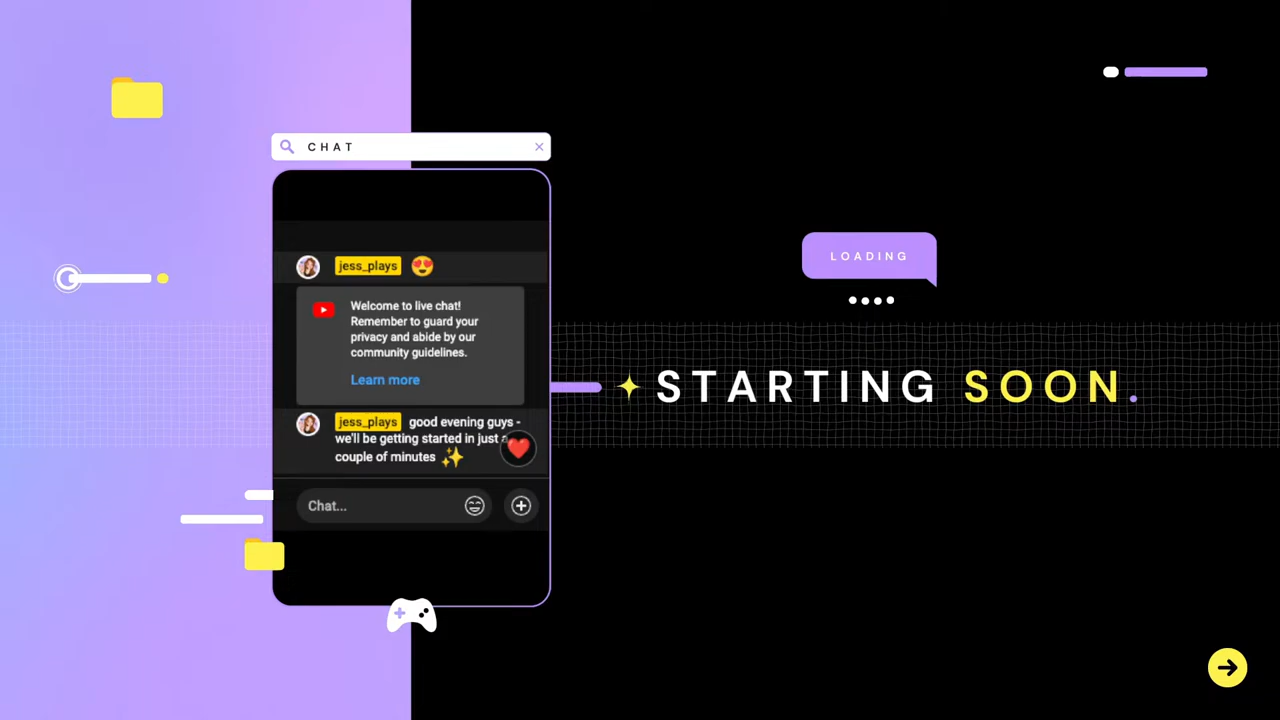 CHAT
jess_plays 😍
Welcome to live chat!
Remember to guard your
privacy and abide by our
community guidelines.
Learn more
jess_plays good evening guys -
we'll be getting started in just a
couple of minutes ✨
Chat...
LOADING
STARTING SOON.